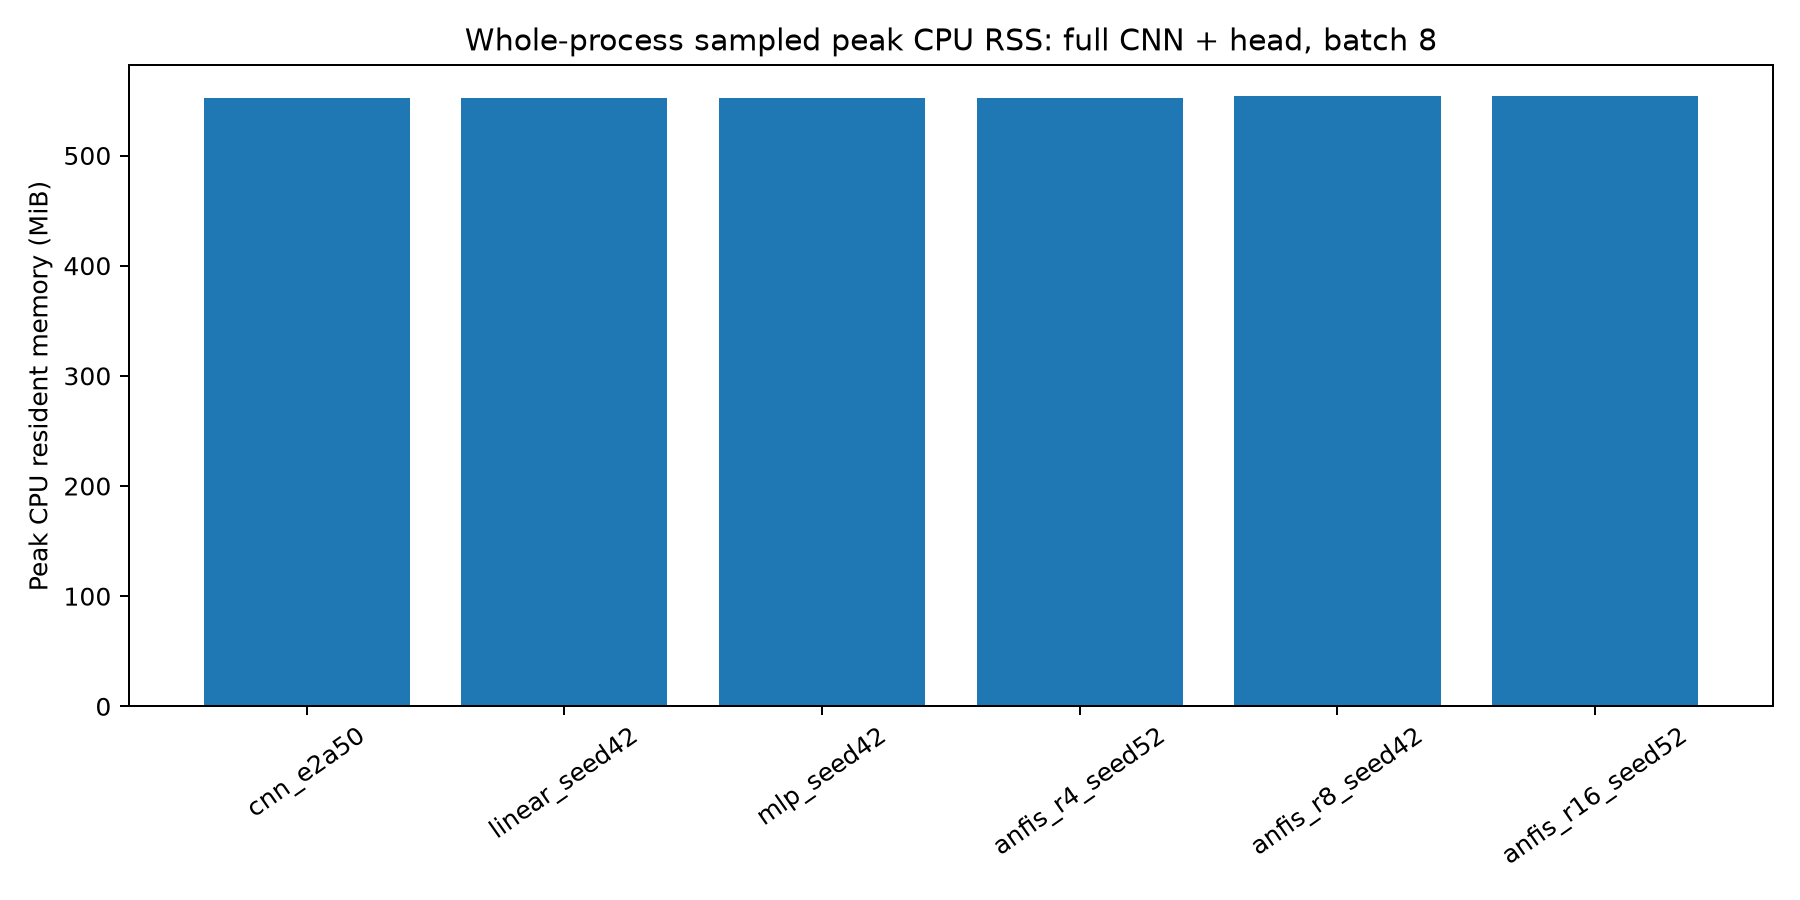 Whole-process sampled peak CPU RSS: full CNN + head, batch 8
Peak CPU resident memory (MiB)
500
400
300
200
100
0
cnn_e2a50
linear_seed42
mlp_seed42
anfis_r4_seed52
anfis_r8_seed42
anfis_r16_seed52